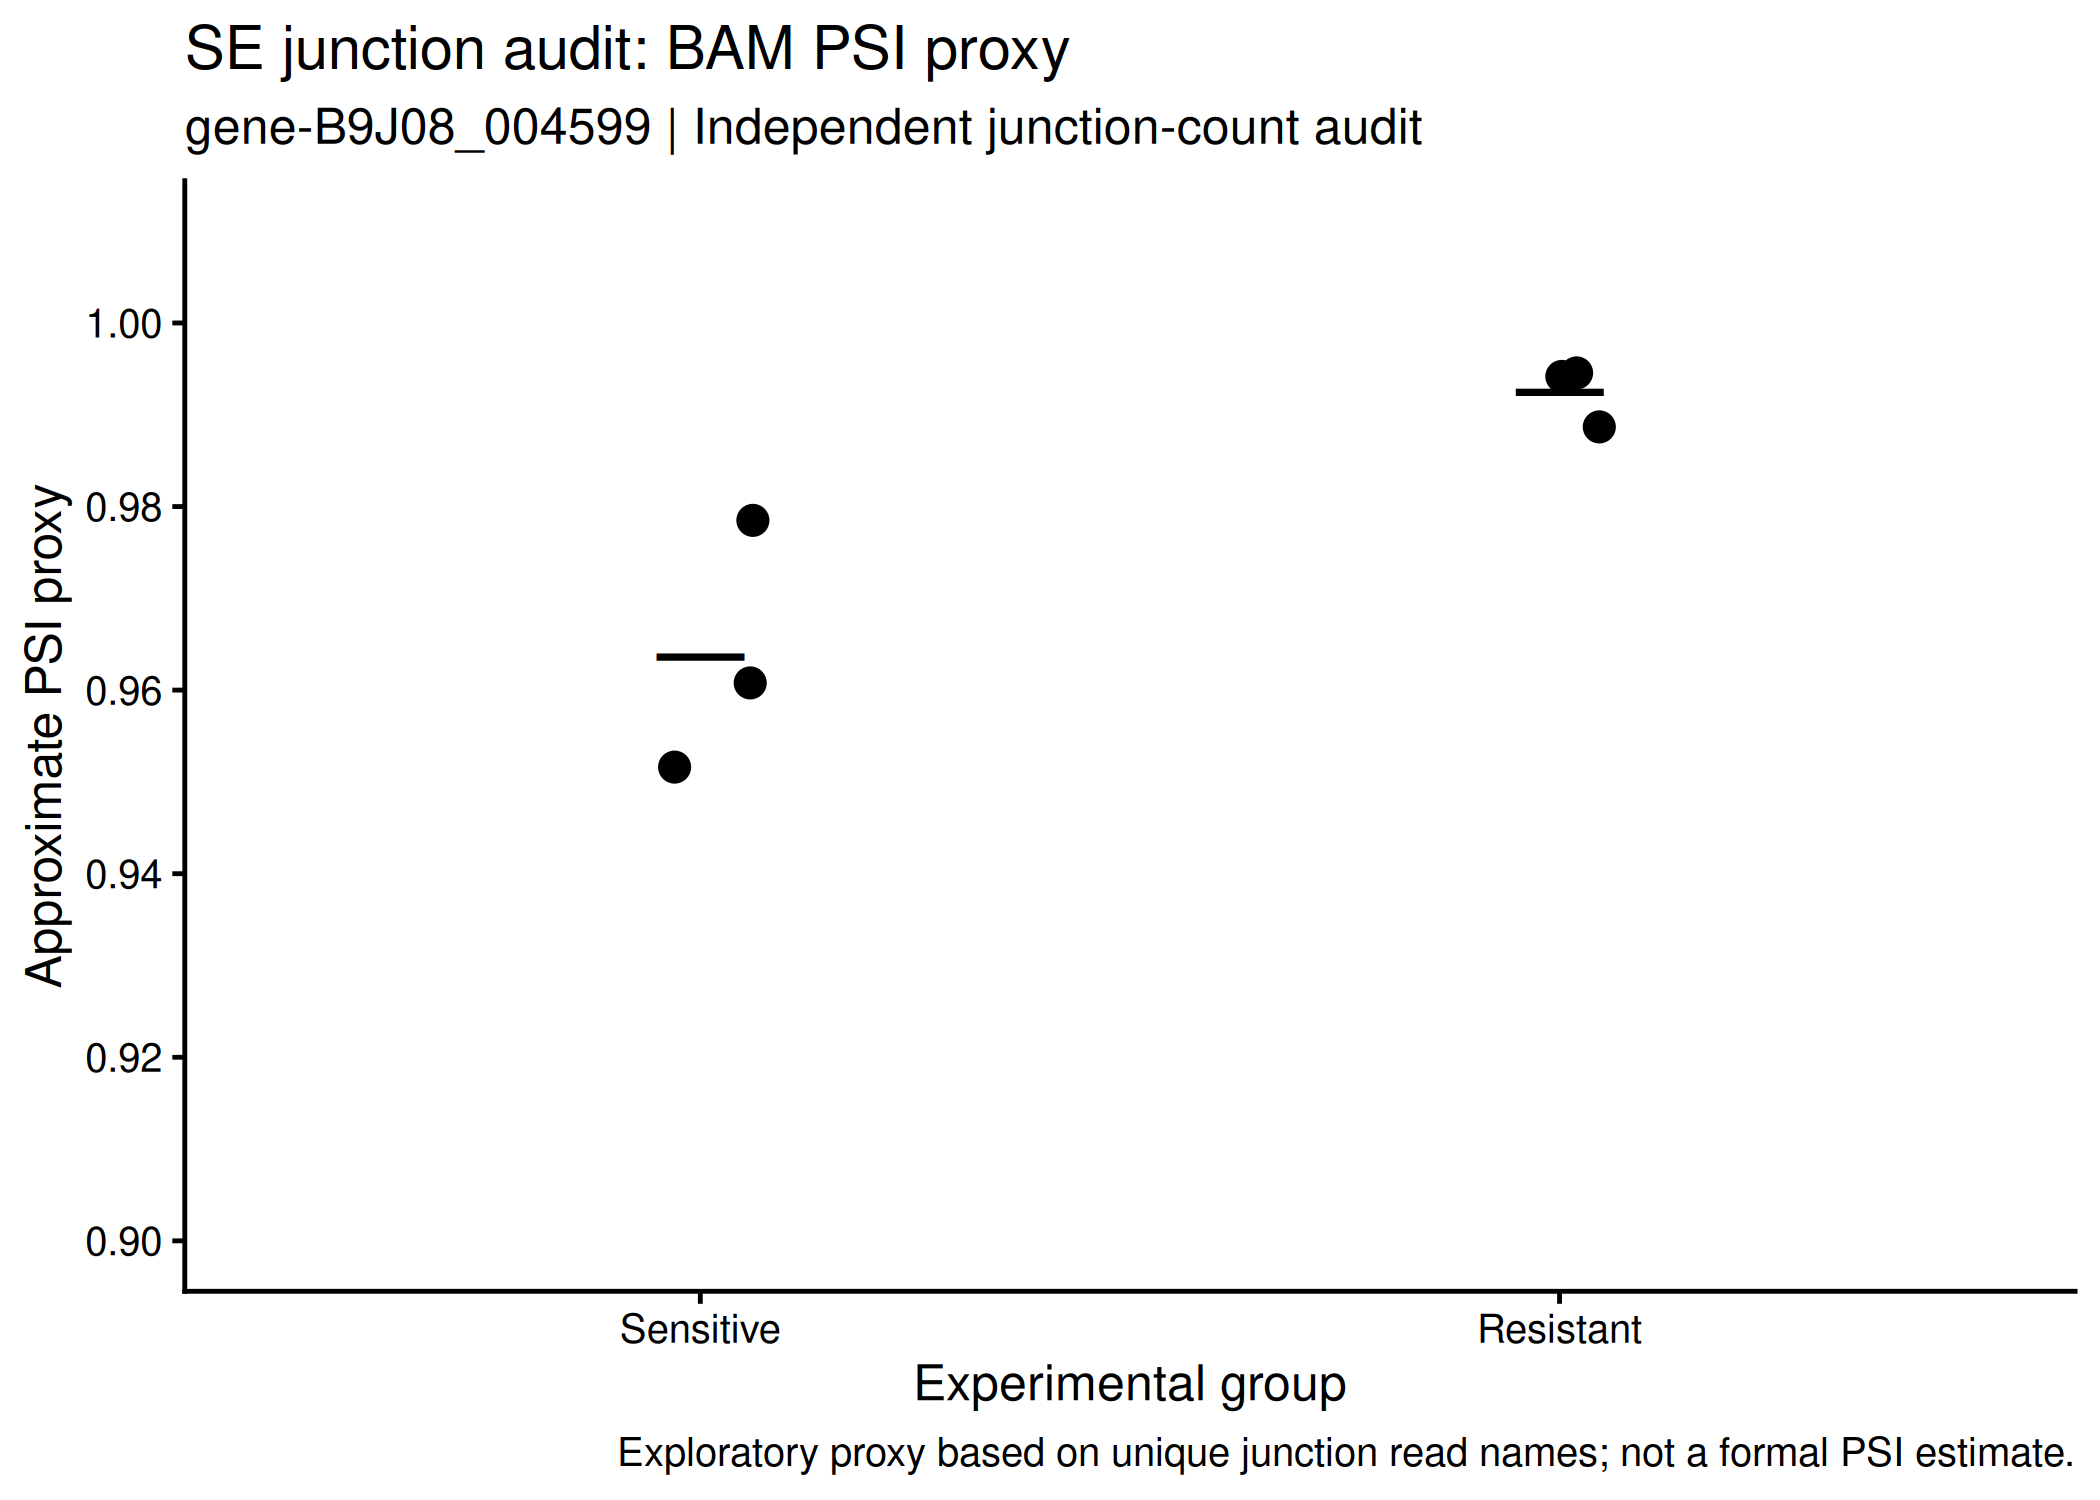 SE junction audit: BAM PSI proxy
gene-B9J08_004599 | Independent junction-count audit
Approximate PSI proxy
1.00
0.98
0.96
0.94
0.92
0.90
Sensitive
Resistant
Experimental group
Exploratory proxy based on unique junction read names; not a formal PSI estimate.